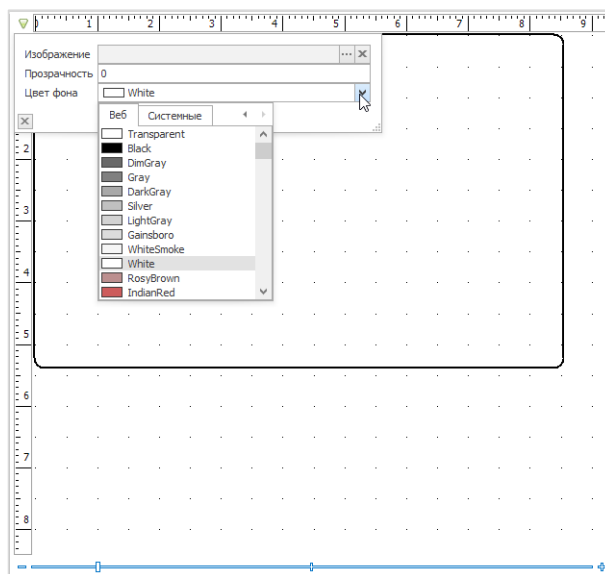 0 1 2 3 4 5 6 7 8 9
Изображение
Прозрачность 0
Цвет фона White
Веб Системные
Transparent
2
Black
DimGray
Gray
DarkGray
Silver
3
LightGray
Gainsboro
WhiteSmoke
White
4
RosyBrown
IndianRed
5
6
7
8